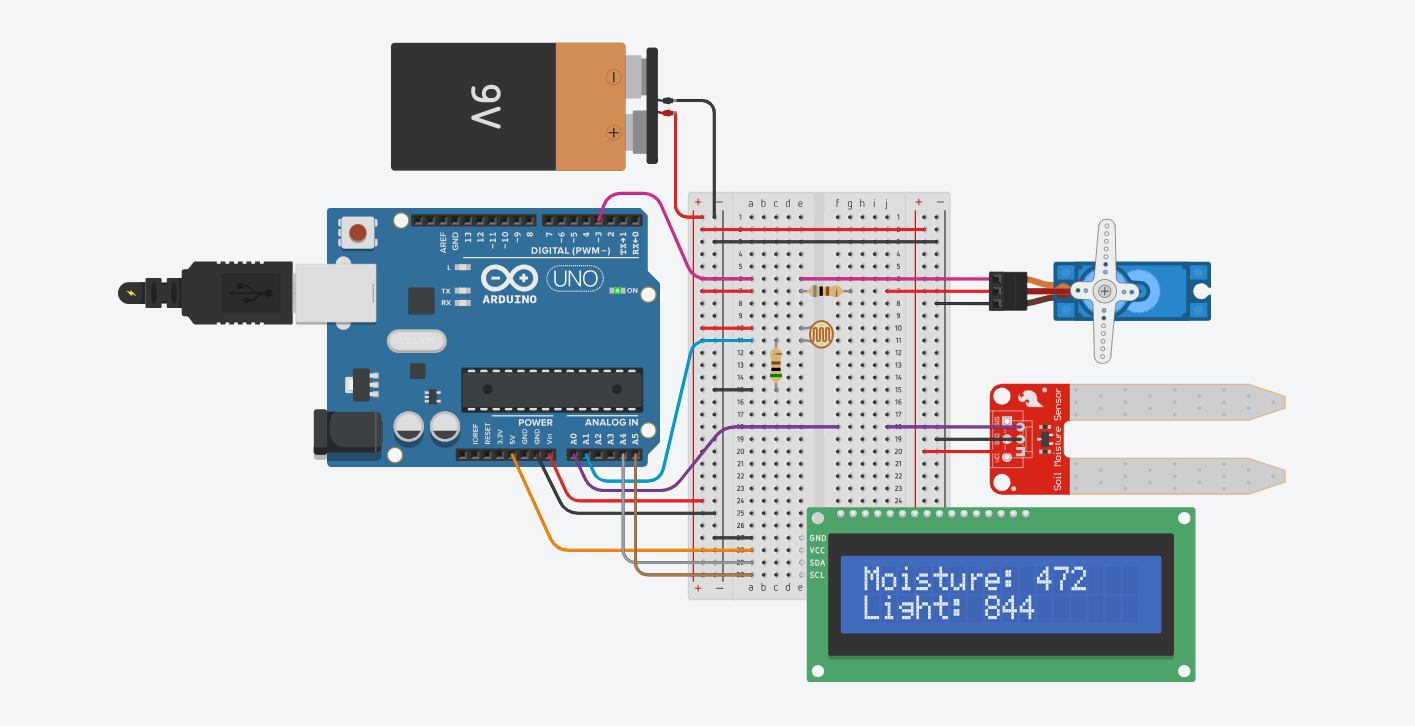 9V
+ −
a b c d e
f g h i j
+ −
AREF
GND
13
12
~11
~10
~9
8
7
~6
~5
4
~3
2
TX→1
RX←0
DIGITAL (PWM~)
L
TX
RX
ARDUINO
UNO
ON
POWER
ANALOG IN
IOREF
RESET
3.3V
5V
GND
GND
Vin
A0
A1
A2
A3
A4
A5
1
2
3
4
5
6
7
8
9
10
11
12
13
14
15
16
17
18
19
20
21
22
23
24
25
26
a b c d e
+ −
Soil Moisture Sensor
SIG
VCC
GND
VCC
SDA
SCL
Moisture: 472
Light: 844